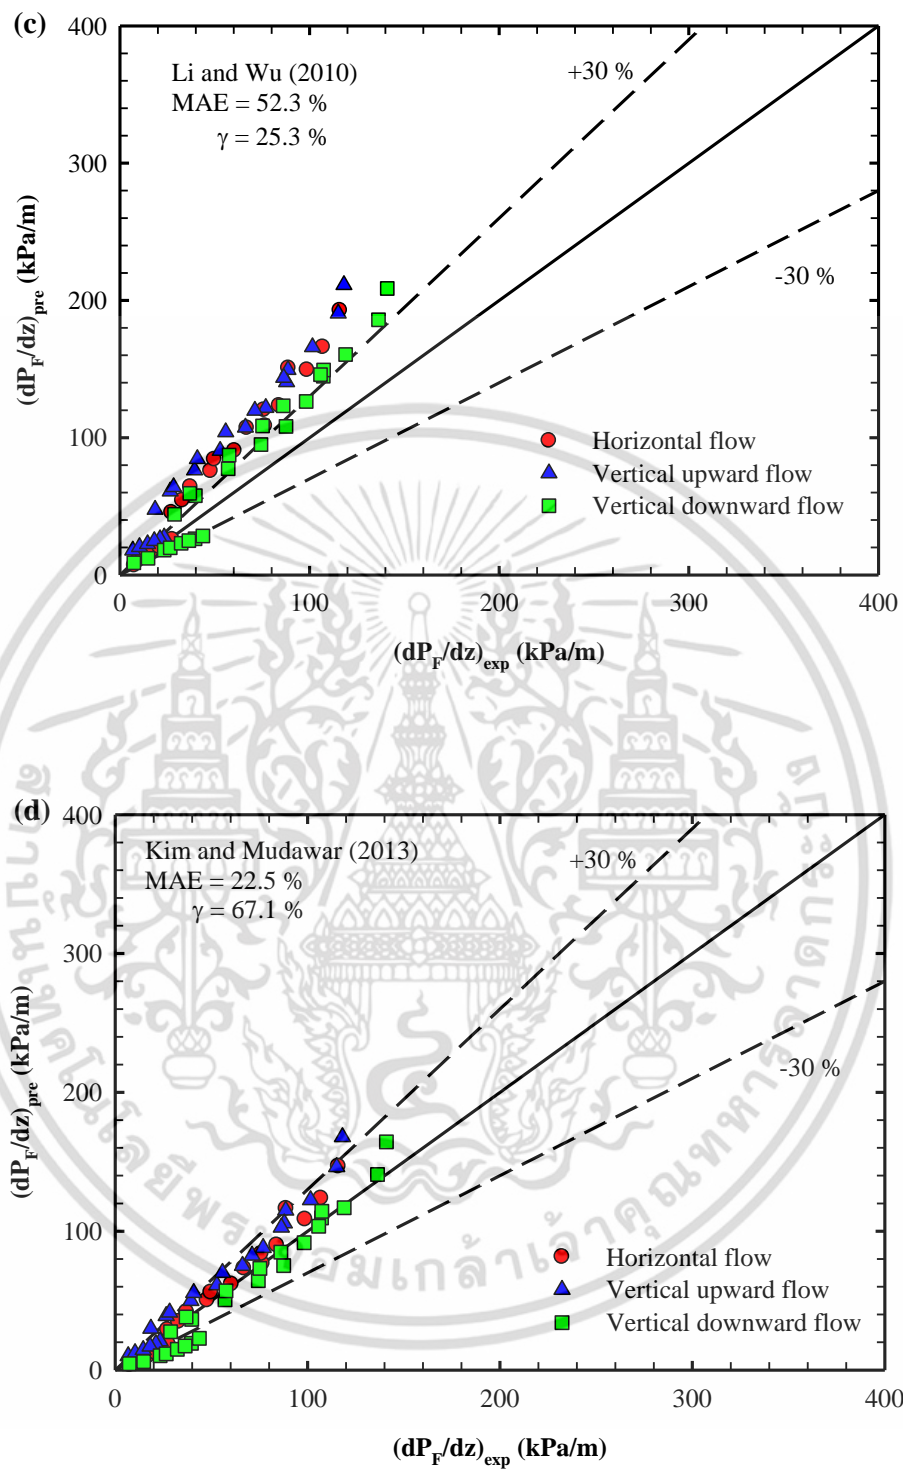 (c)
400
300
200
100
0
(dP_F/dz)_pre (kPa/m)
Li and Wu (2010)
MAE = 52.3 %
γ = 25.3 %
+30 %
-30 %
Horizontal flow
Vertical upward flow
Vertical downward flow
0 100 200 300 400
(dP_F/dz)_exp (kPa/m)
(d)
400
300
200
100
0
(dP_F/dz)_pre (kPa/m)
Kim and Mudawar (2013)
MAE = 22.5 %
γ = 67.1 %
+30 %
-30 %
Horizontal flow
Vertical upward flow
Vertical downward flow
0 100 200 300 400
(dP_F/dz)_exp (kPa/m)